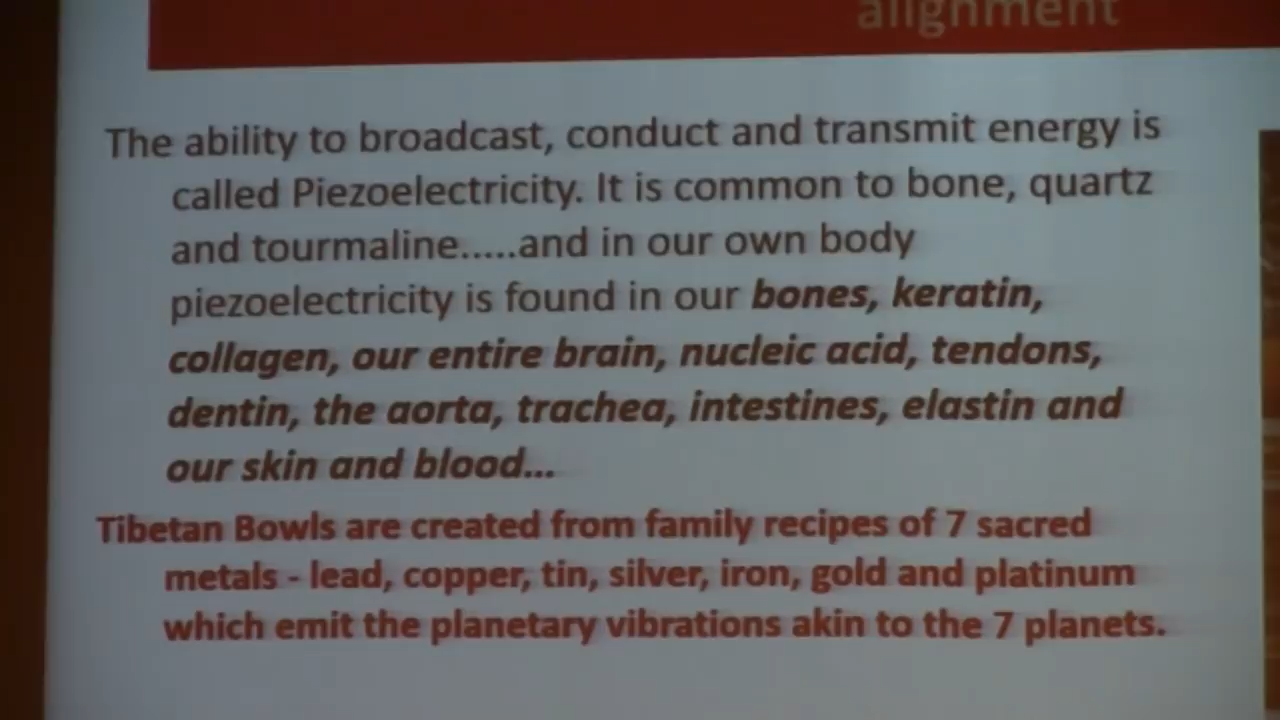 alignment
The ability to broadcast, conduct and transmit energy is
called Piezoelectricity. It is common to bone, quartz
and tourmaline.....and in our own body
piezoelectricity is found in our bones, keratin,
collagen, our entire brain, nucleic acid, tendons,
dentin, the aorta, trachea, intestines, elastin and
our skin and blood...
Tibetan Bowls are created from family recipes of 7 sacred
metals - lead, copper, tin, silver, iron, gold and platinum
which emit the planetary vibrations akin to the 7 planets.